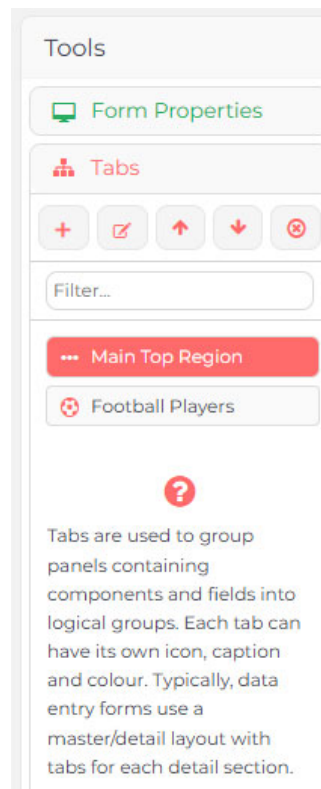 Tools
Form Properties
Tabs
Filter...
Main Top Region
Football Players
Tabs are used to group
panels containing
components and fields into
logical groups. Each tab can
have its own icon, caption
and colour. Typically, data
entry forms use a
master/detail layout with
tabs for each detail section.